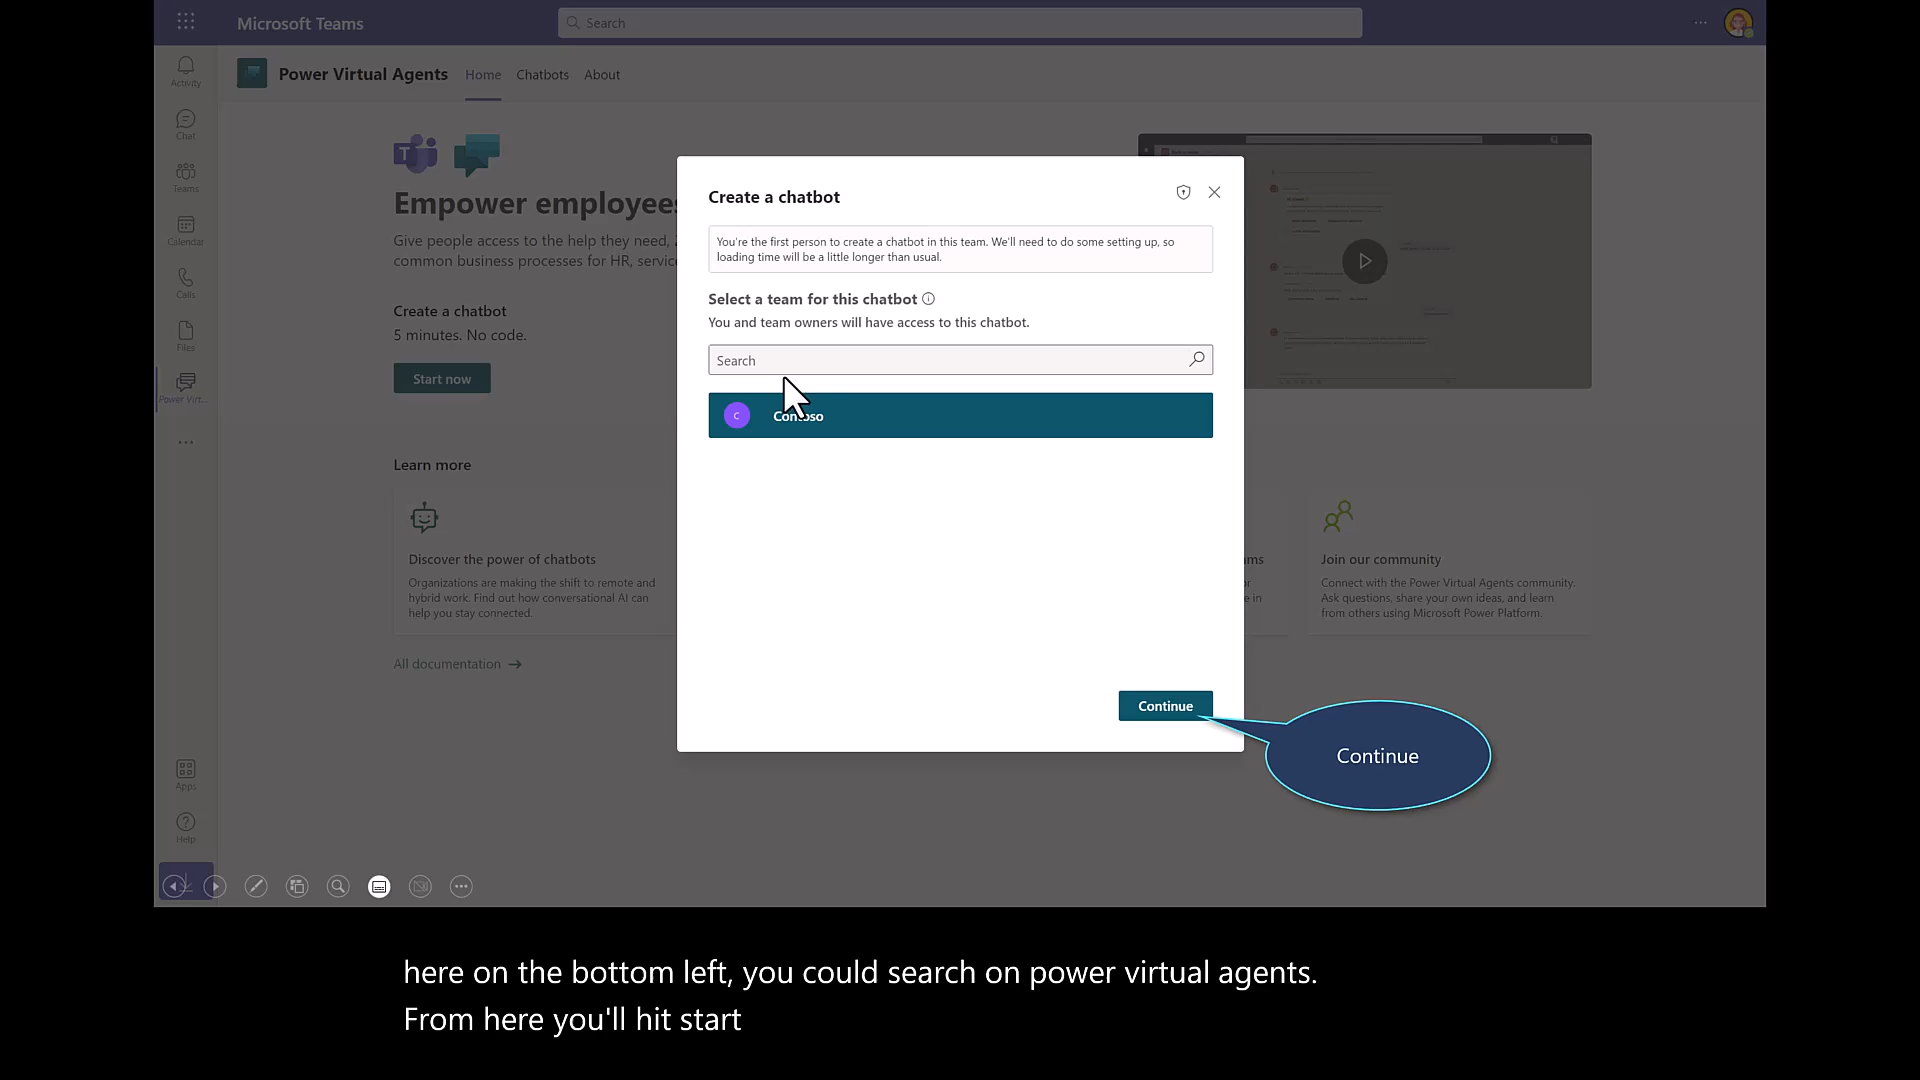 Microsoft Teams
Search
Activity
Chat
Teams
Calendar
Calls
Files
Power Virt...
Apps
Help
Power Virtual Agents
Home
Chatbots
About
Empower employees
Give people access to the help they need,
common business processes for HR, servic
Create a chatbot
5 minutes. No code.
Start now
Learn more
Discover the power of chatbots
Organizations are making the shift to remote and
hybrid work. Find out how conversational AI can
help you stay connected.
All documentation
Create a chatbot
You're the first person to create a chatbot in this team. We'll need to do some setting up, so
loading time will be a little longer than usual.
Select a team for this chatbot
You and team owners will have access to this chatbot.
Search
C
Contoso
Continue
Continue
ms
or
e in
Join our community
Connect with the Power Virtual Agents community.
Ask questions, share your own ideas, and learn
from others using Microsoft Power Platform.
here on the bottom left, you could search on power virtual agents.
From here you'll hit start